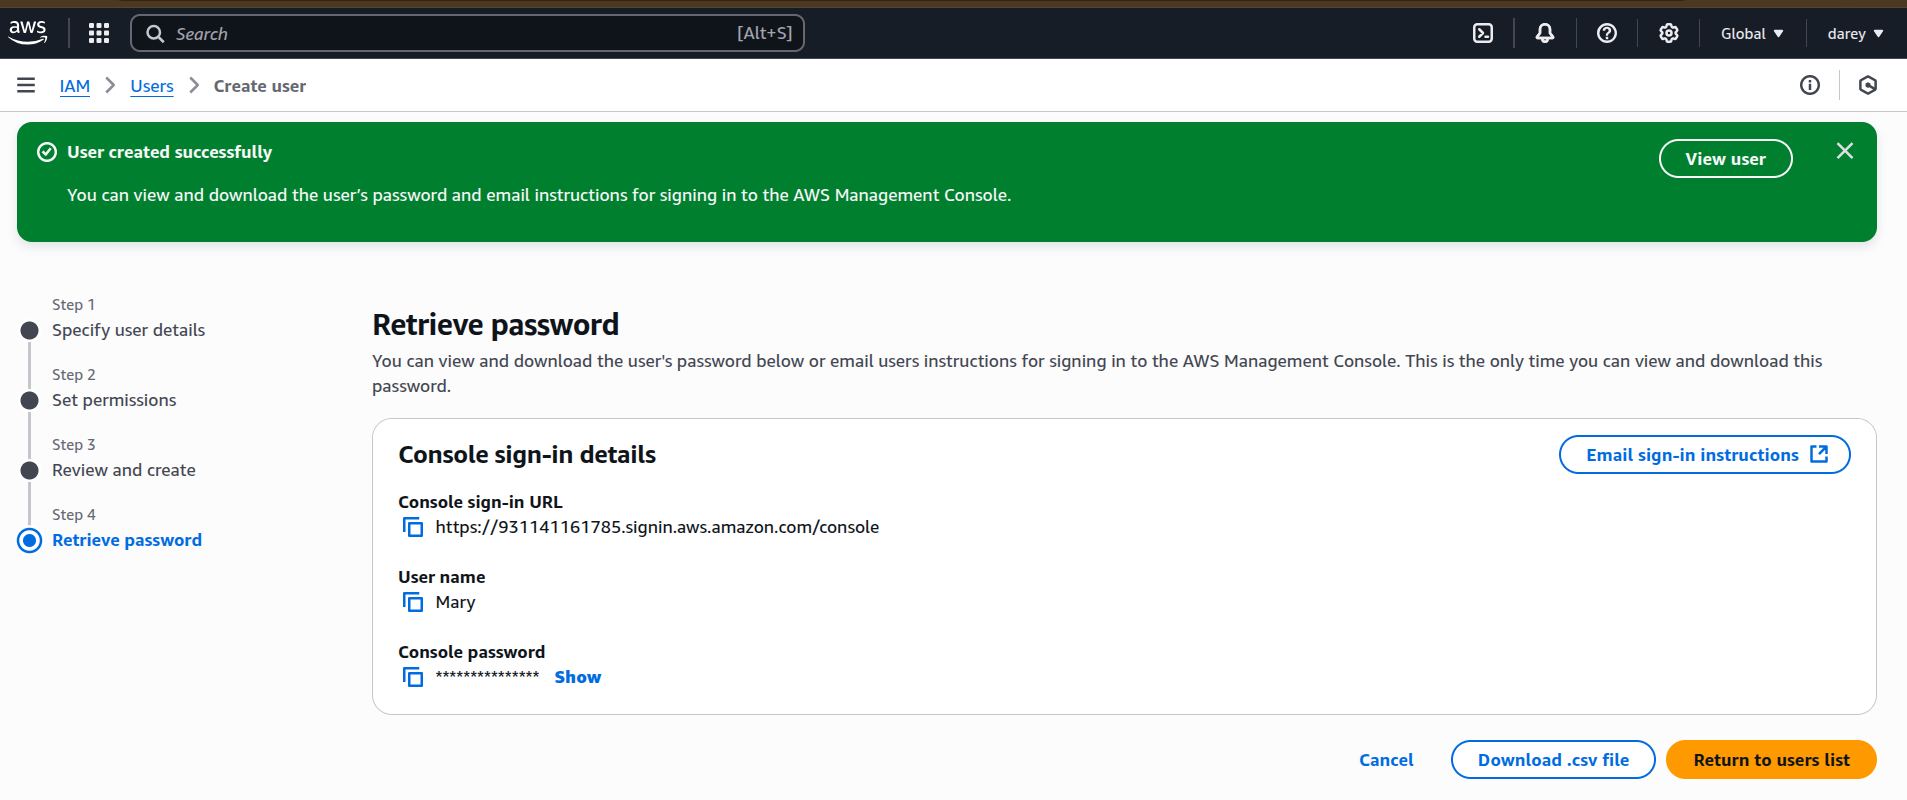 aws
Search
[Alt+S]
Global
darey
IAM
Users
Create user
User created successfully
You can view and download the user's password and email instructions for signing in to the AWS Management Console.
View user
Step 1
Specify user details
Step 2
Set permissions
Step 3
Review and create
Step 4
Retrieve password
Retrieve password
You can view and download the user's password below or email users instructions for signing in to the AWS Management Console. This is the only time you can view and download this
password.
Console sign-in details
Email sign-in instructions
Console sign-in URL
https://931141161785.signin.aws.amazon.com/console
User name
Mary
Console password
*************** Show
Cancel
Download .csv file
Return to users list